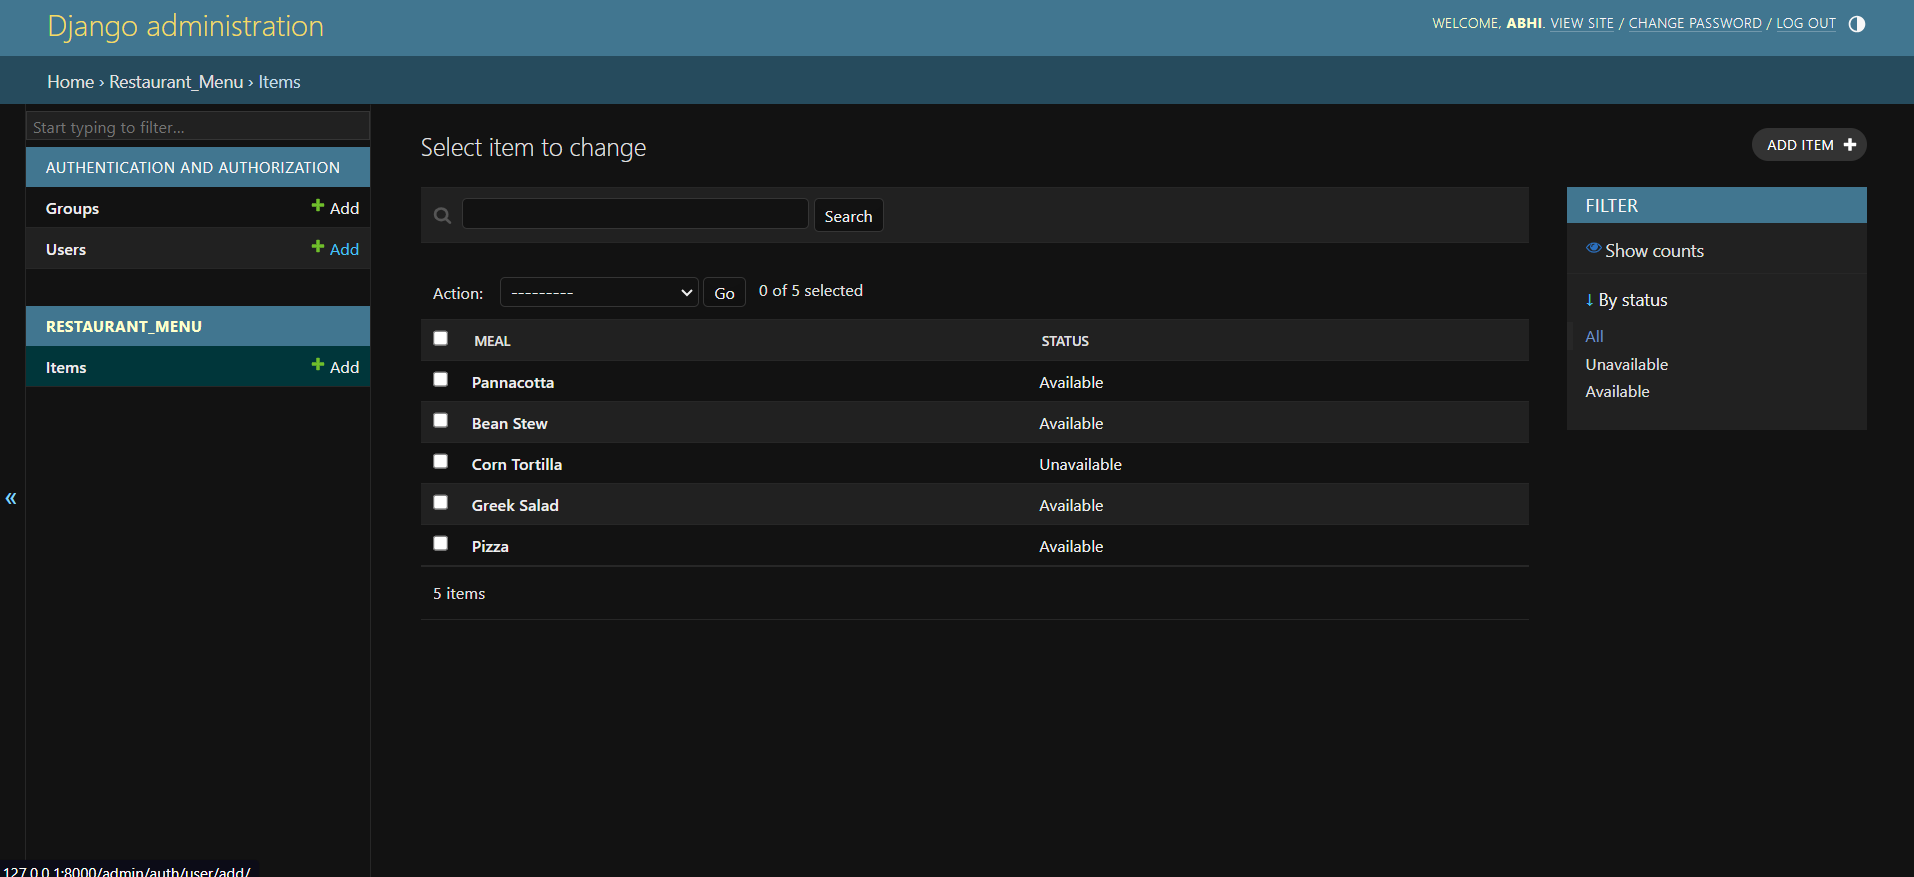 Django administration
WELCOME, ABHI. VIEW SITE / CHANGE PASSWORD / LOG OUT
Home › Restaurant_Menu › Items
Start typing to filter...
AUTHENTICATION AND AUTHORIZATION
Groups + Add
Users + Add
RESTAURANT_MENU
Items + Add
«
Select item to change
ADD ITEM +
Search
Action: --------- Go 0 of 5 selected
MEAL STATUS
Pannacotta Available
Bean Stew Available
Corn Tortilla Unavailable
Greek Salad Available
Pizza Available
5 items
FILTER
Show counts
↓ By status
All
Unavailable
Available
127.0.0.1:8000/admin/auth/user/add/